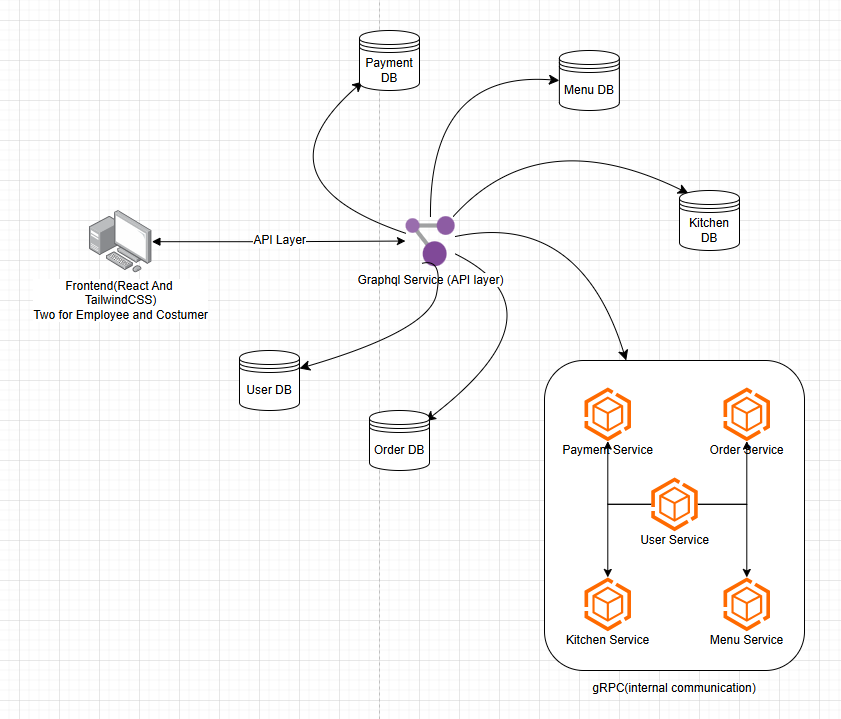 Payment
DB
Menu DB
Kitchen
DB
API Layer
Graphql Service (API layer)
Frontend(React And
TailwindCSS)
Two for Employee and Costumer
User DB
Order DB
Payment Service
Order Service
User Service
Kitchen Service
Menu Service
gRPC(internal communication)